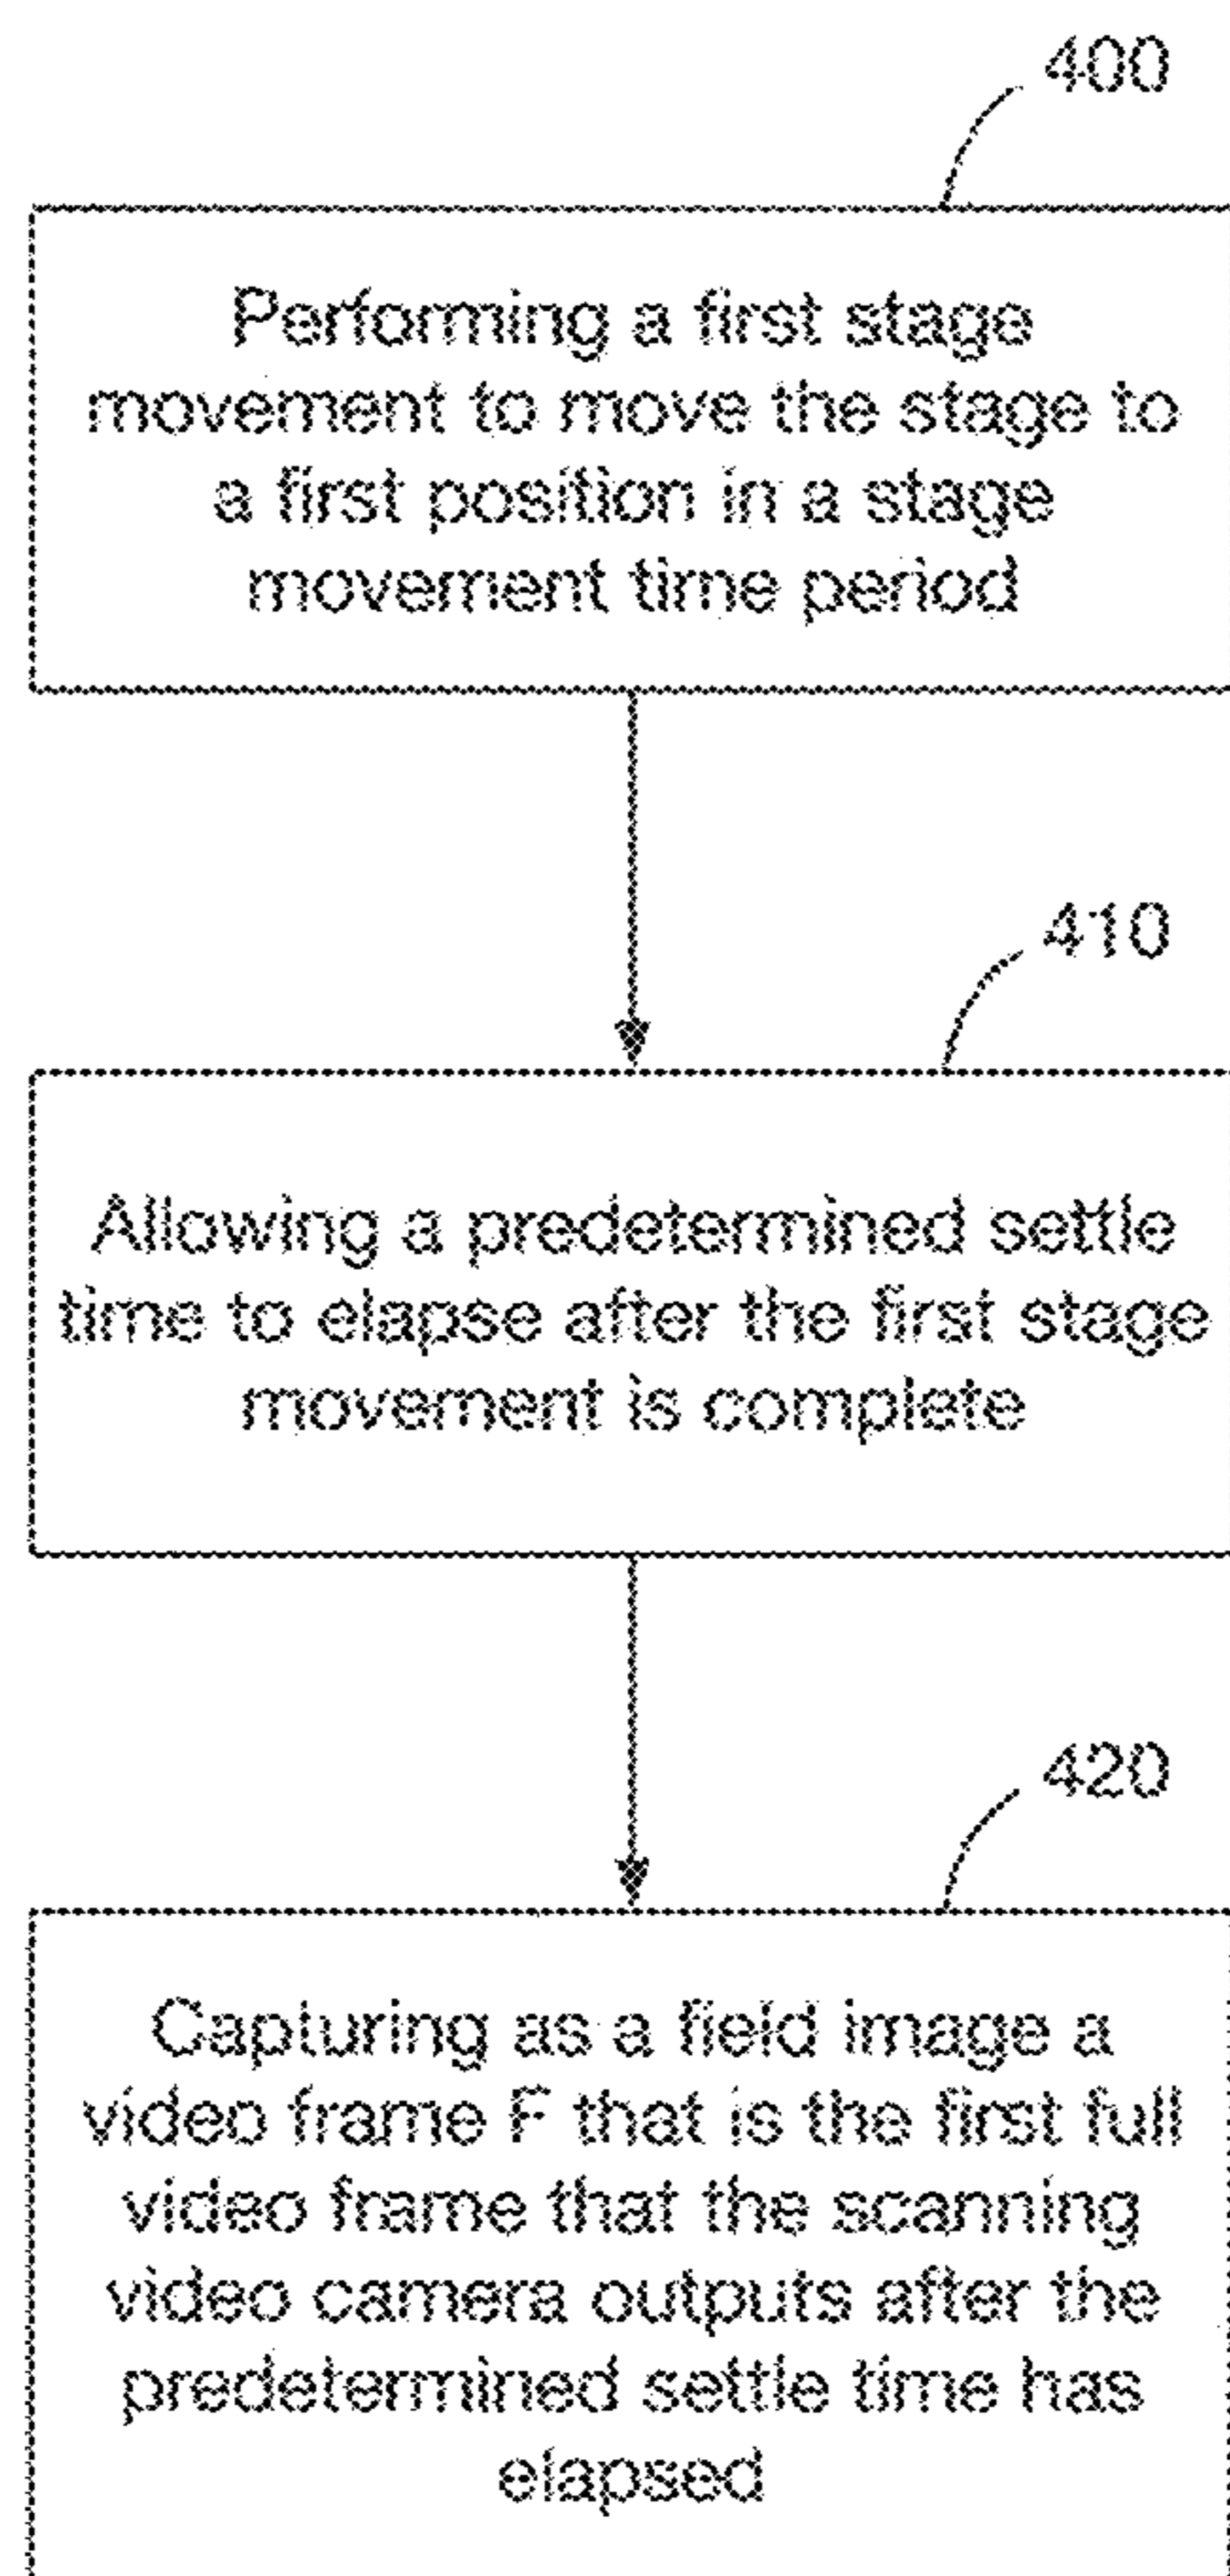 400
Performing a first stage
movement to move the stage to
a first position in a stage
movement time period
410
Allowing a predetermined settle
time to elapse after the first stage
movement is complete
420
Capturing as a field image a
video frame F that is the first full
video frame that the scanning
video camera outputs after the
predetermined settle time has
elapsed